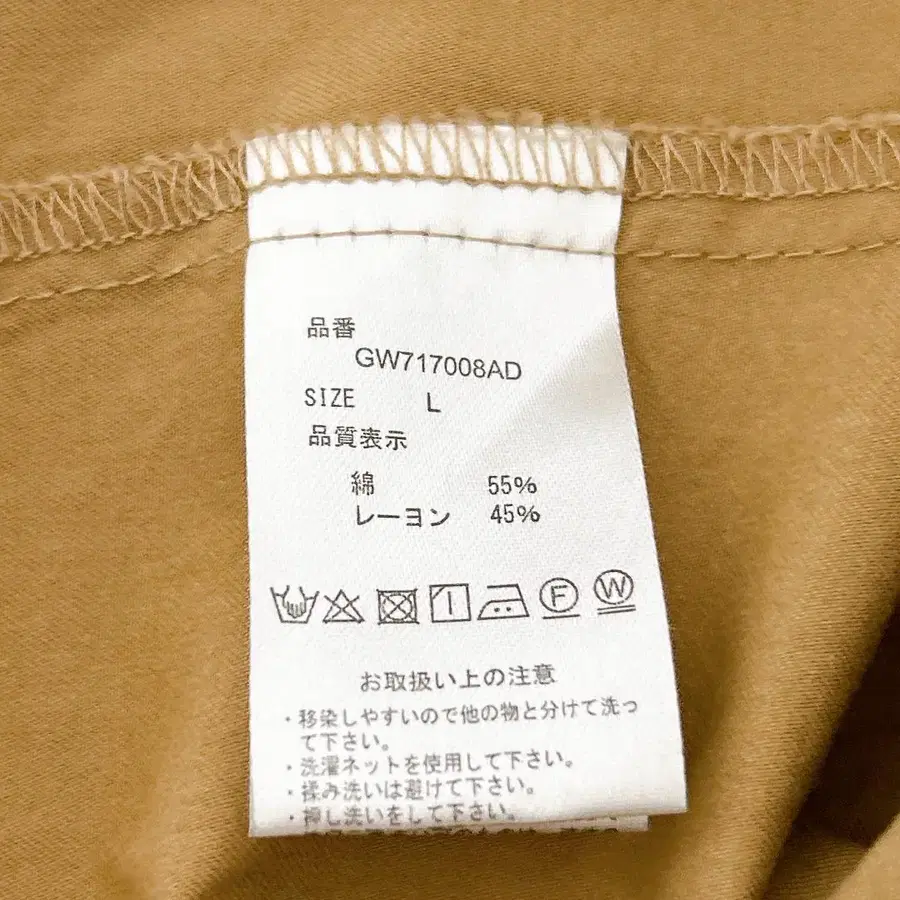 品番
GW717008AD
SIZE L
品質表示
綿 55%
レーヨン 45%
F W
お取扱い上の注意
・移染しやすいので他の物と分けて洗っ
て下さい。
・洗濯ネットを使用して下さい。
・揉み洗いは避けて下さい。
・押し洗いをして下さい。